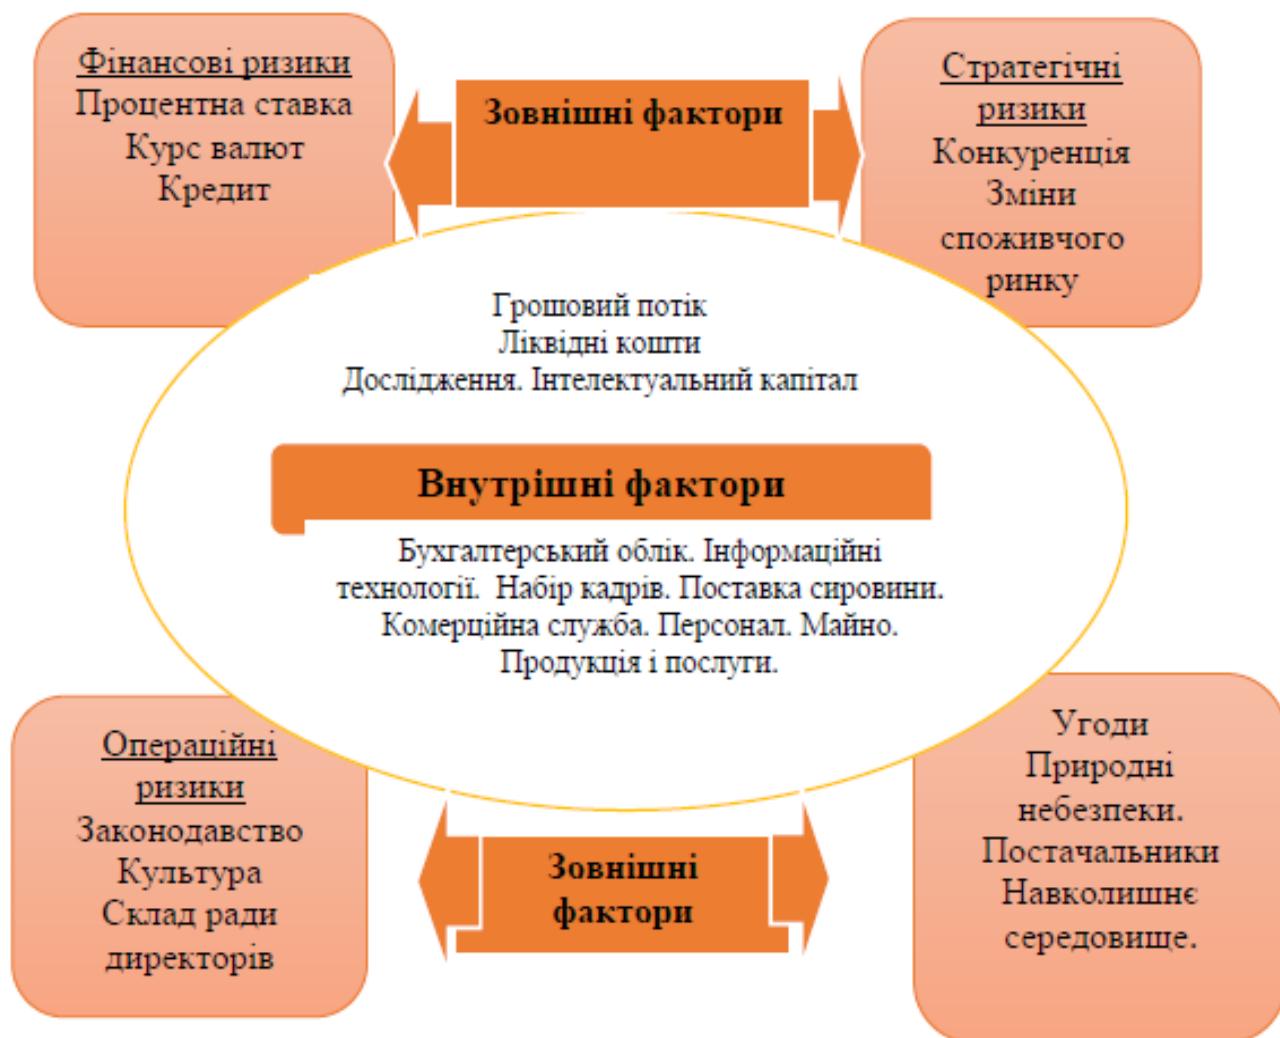 Фінансові ризики
Процентна ставка
Курс валют
Кредит
Зовнішні фактори
Стратегічні
ризики
Конкуренція
Зміни
споживчого
ринку
Грошовий потік
Ліквідні кошти
Дослідження. Інтелектуальний капітал
Внутрішні фактори
Бухгалтерський облік. Інформаційні
технології. Набір кадрів. Поставка сировини.
Комерційна служба. Персонал. Майно.
Продукція і послуги.
Операційні
ризики
Законодавство
Культура
Склад ради
директорів
Зовнішні
фактори
Угоди
Природні
небезпеки.
Постачальники
Навколишнє
середовище.